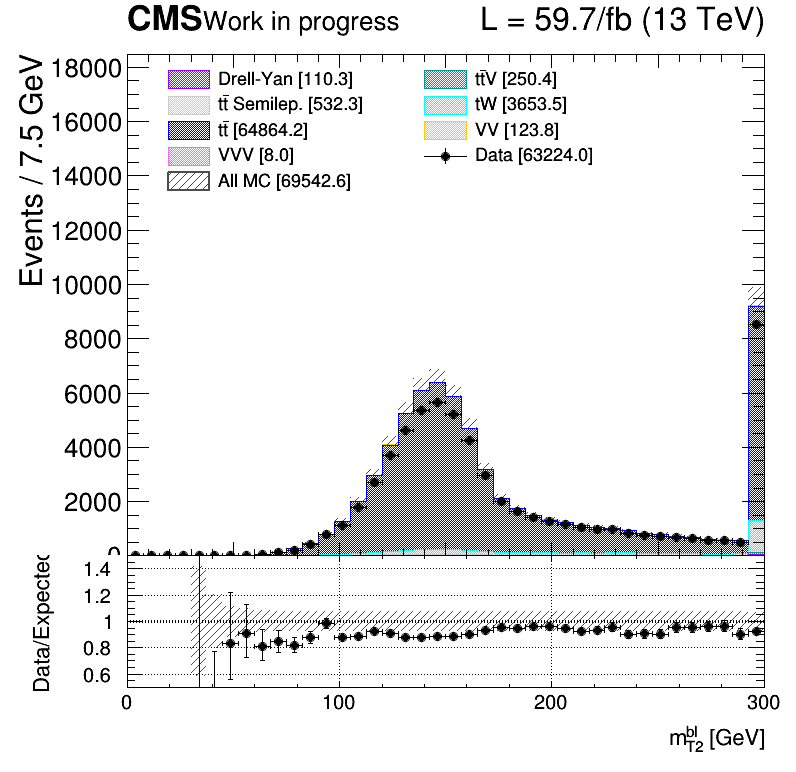 CMS Work in progress L = 59.7/fb (13 TeV)
Events / 7.5 GeV
18000
16000
14000
12000
10000
8000
6000
4000
2000
0
Drell-Yan [110.3]
tt̄V [250.4]
tt̄ Semilep. [532.3]
tW [3653.5]
tt̄ [64864.2]
VV [123.8]
VVV [8.0]
Data [63224.0]
All MC [69542.6]
Data/Expected
1.4
1.2
1
0.8
0.6
0 100 200 300
m_{T2}^{bl} [GeV]